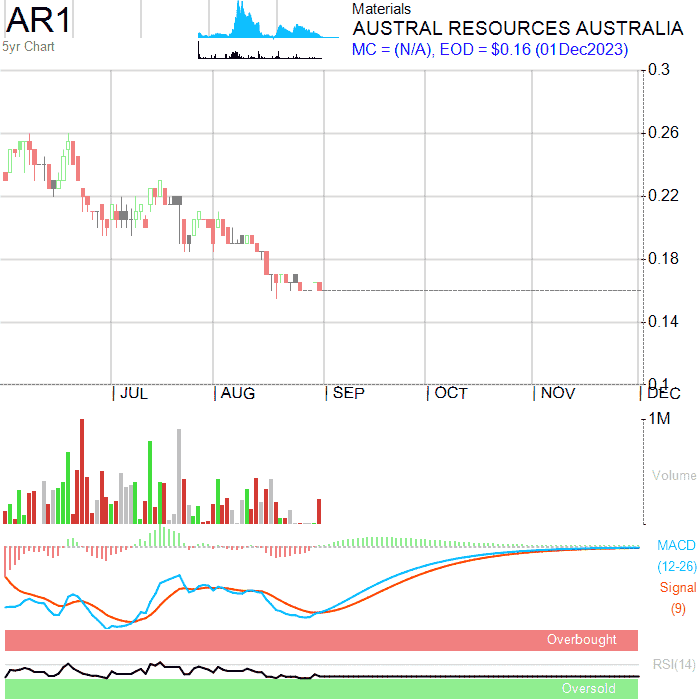 AR1
5yr Chart
Materials
AUSTRAL RESOURCES AUSTRALIA
MC = (N/A), EOD = $0.16 (01Dec2023)
0.3
0.26
0.22
0.18
0.14
0.1
JUL AUG SEP OCT NOV DEC
1M
Volume
MACD
(12-26)
Signal
(9)
Overbought
RSI(14)
Oversold